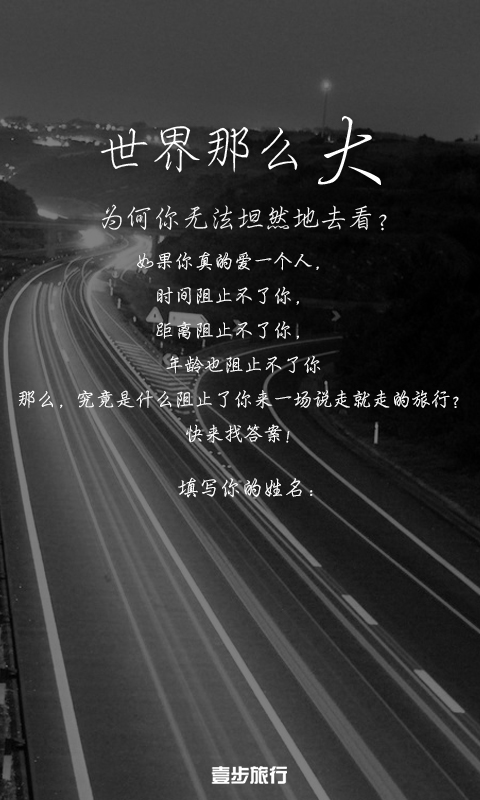 世界那么大
为何你无法坦然地去看？
如果你真的爱一个人，
时间阻止不了你，
距离阻止不了你，
年龄也阻止不了你
那么，究竟是什么阻止了你来一场说走就走的旅行？
快来找答案！
填写你的姓名：
壹步旅行